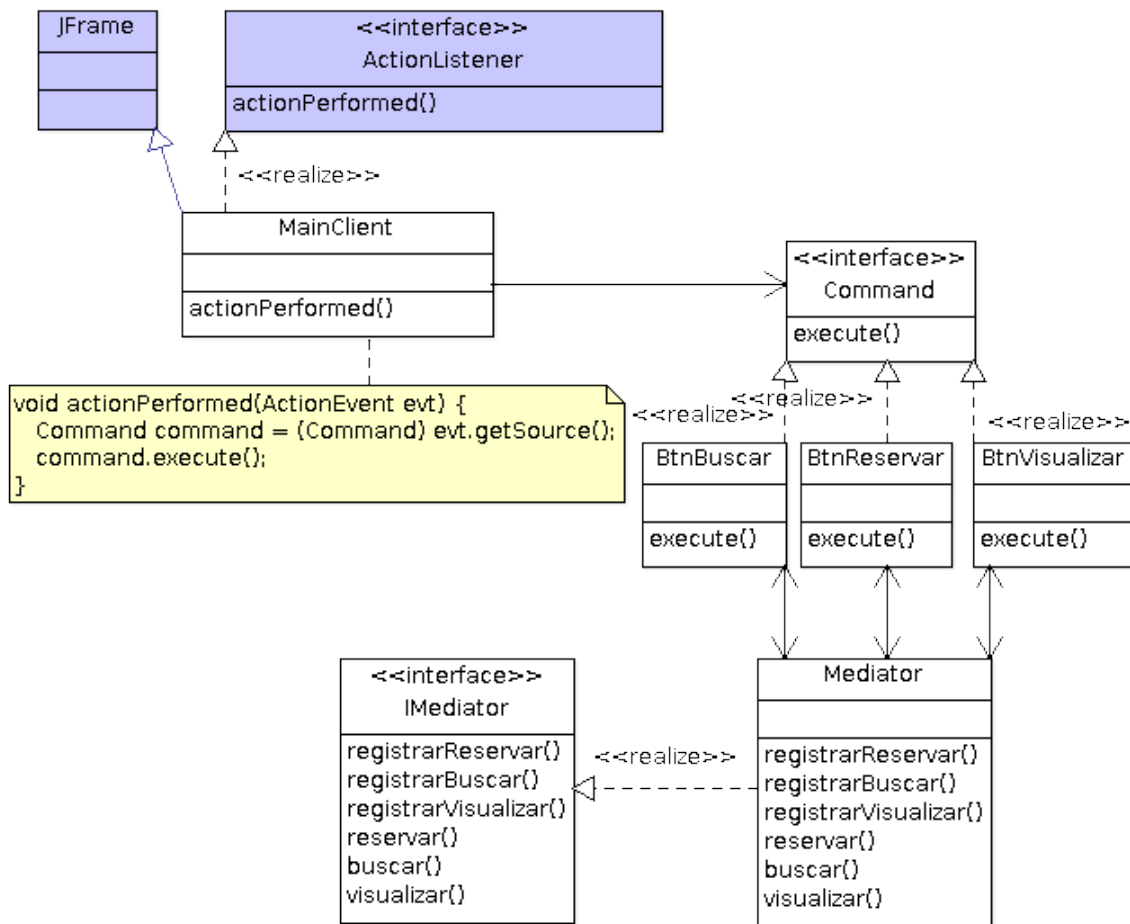 JFrame
<<interface>>
ActionListener
actionPerformed()
<<realize>>
MainClient
actionPerformed()
<<interface>>
Command
execute()
void actionPerformed(ActionEvent evt) {
Command command = (Command) evt.getSource();
command.execute();
}
<<realize>>
<<realize>>
<<realize>>
BtnBuscar
execute()
BtnReservar
execute()
BtnVisualizar
execute()
<<interface>>
IMediator
registrarReservar()
registrarBuscar()
registrarVisualizar()
reservar()
buscar()
visualizar()
<<realize>>
Mediator
registrarReservar()
registrarBuscar()
registrarVisualizar()
reservar()
buscar()
visualizar()